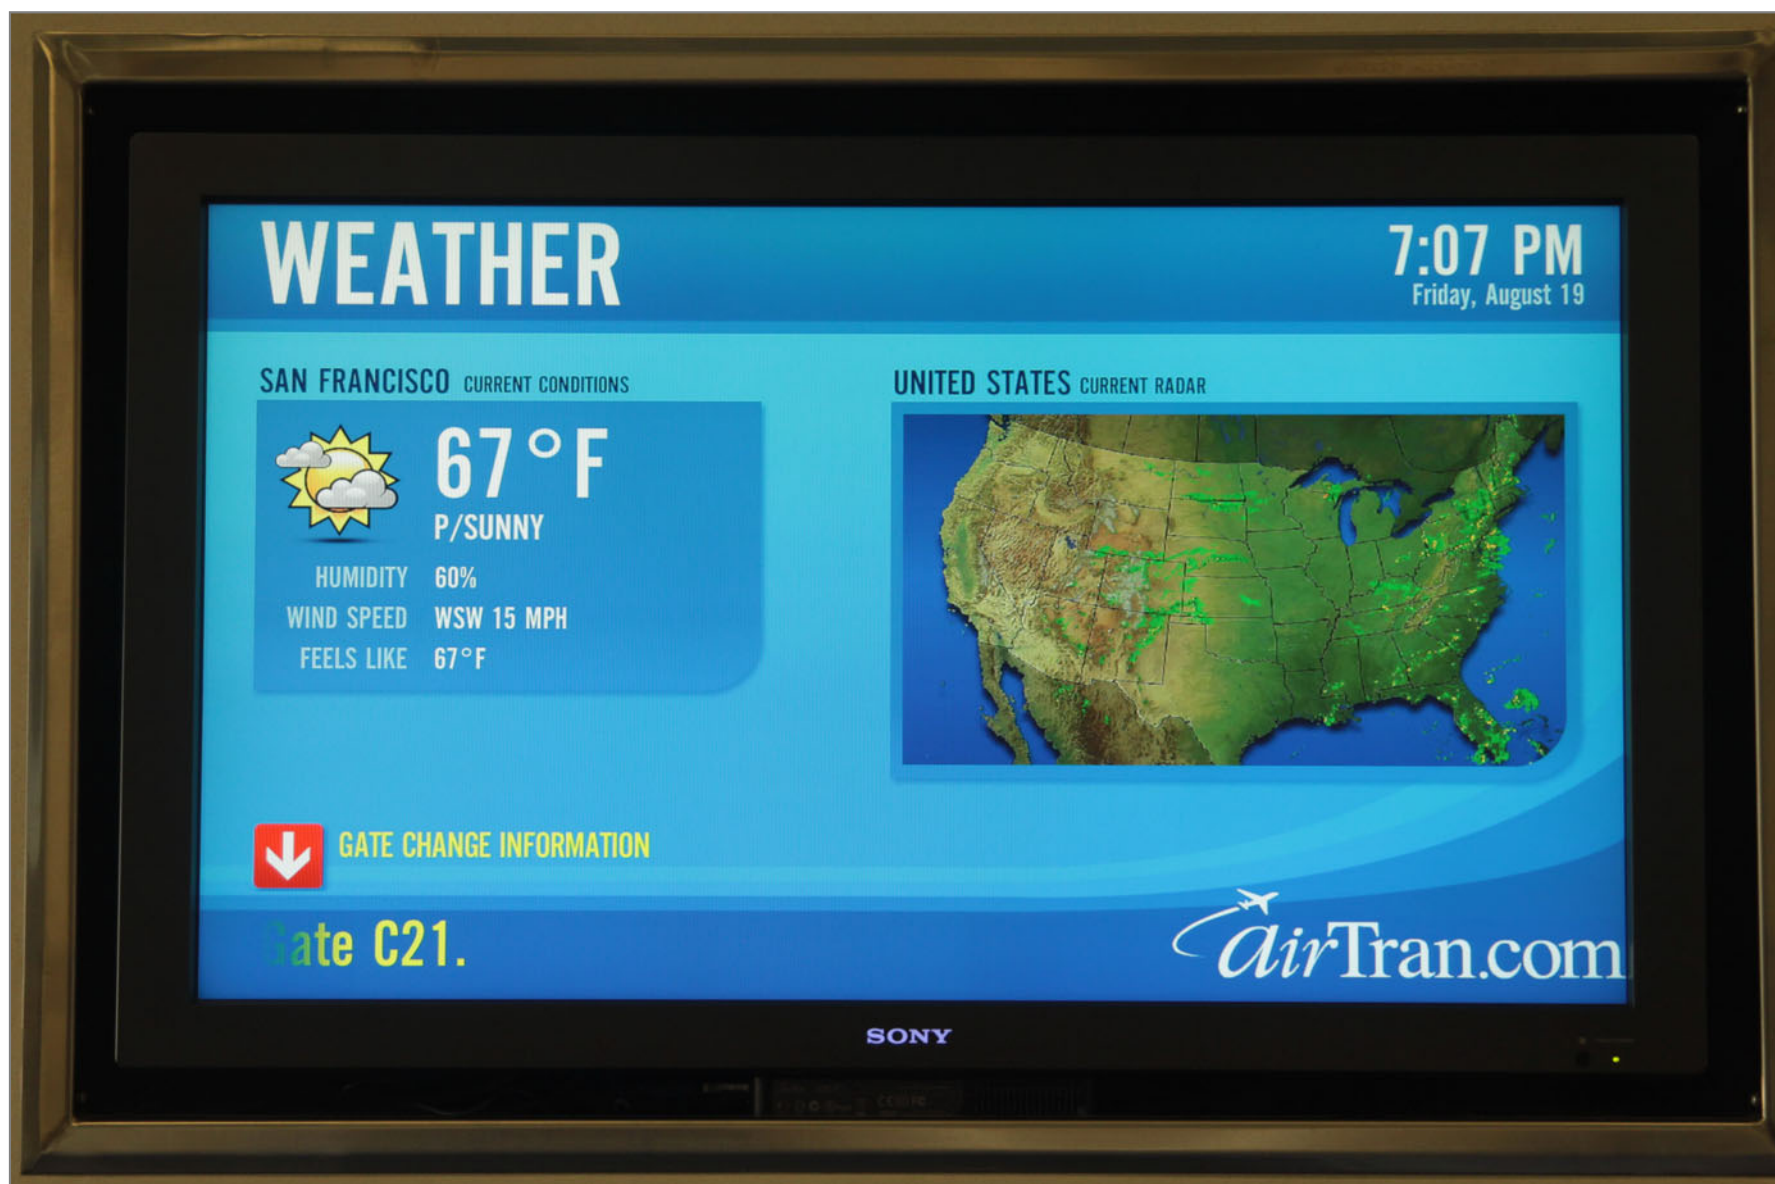 WEATHER
7:07 PM
Friday, August 19
SAN FRANCISCO CURRENT CONDITIONS
67°F
P/SUNNY
HUMIDITY 60%
WIND SPEED WSW 15 MPH
FEELS LIKE 67°F
UNITED STATES CURRENT RADAR
GATE CHANGE INFORMATION
Gate C21.
airTran.com
SONY